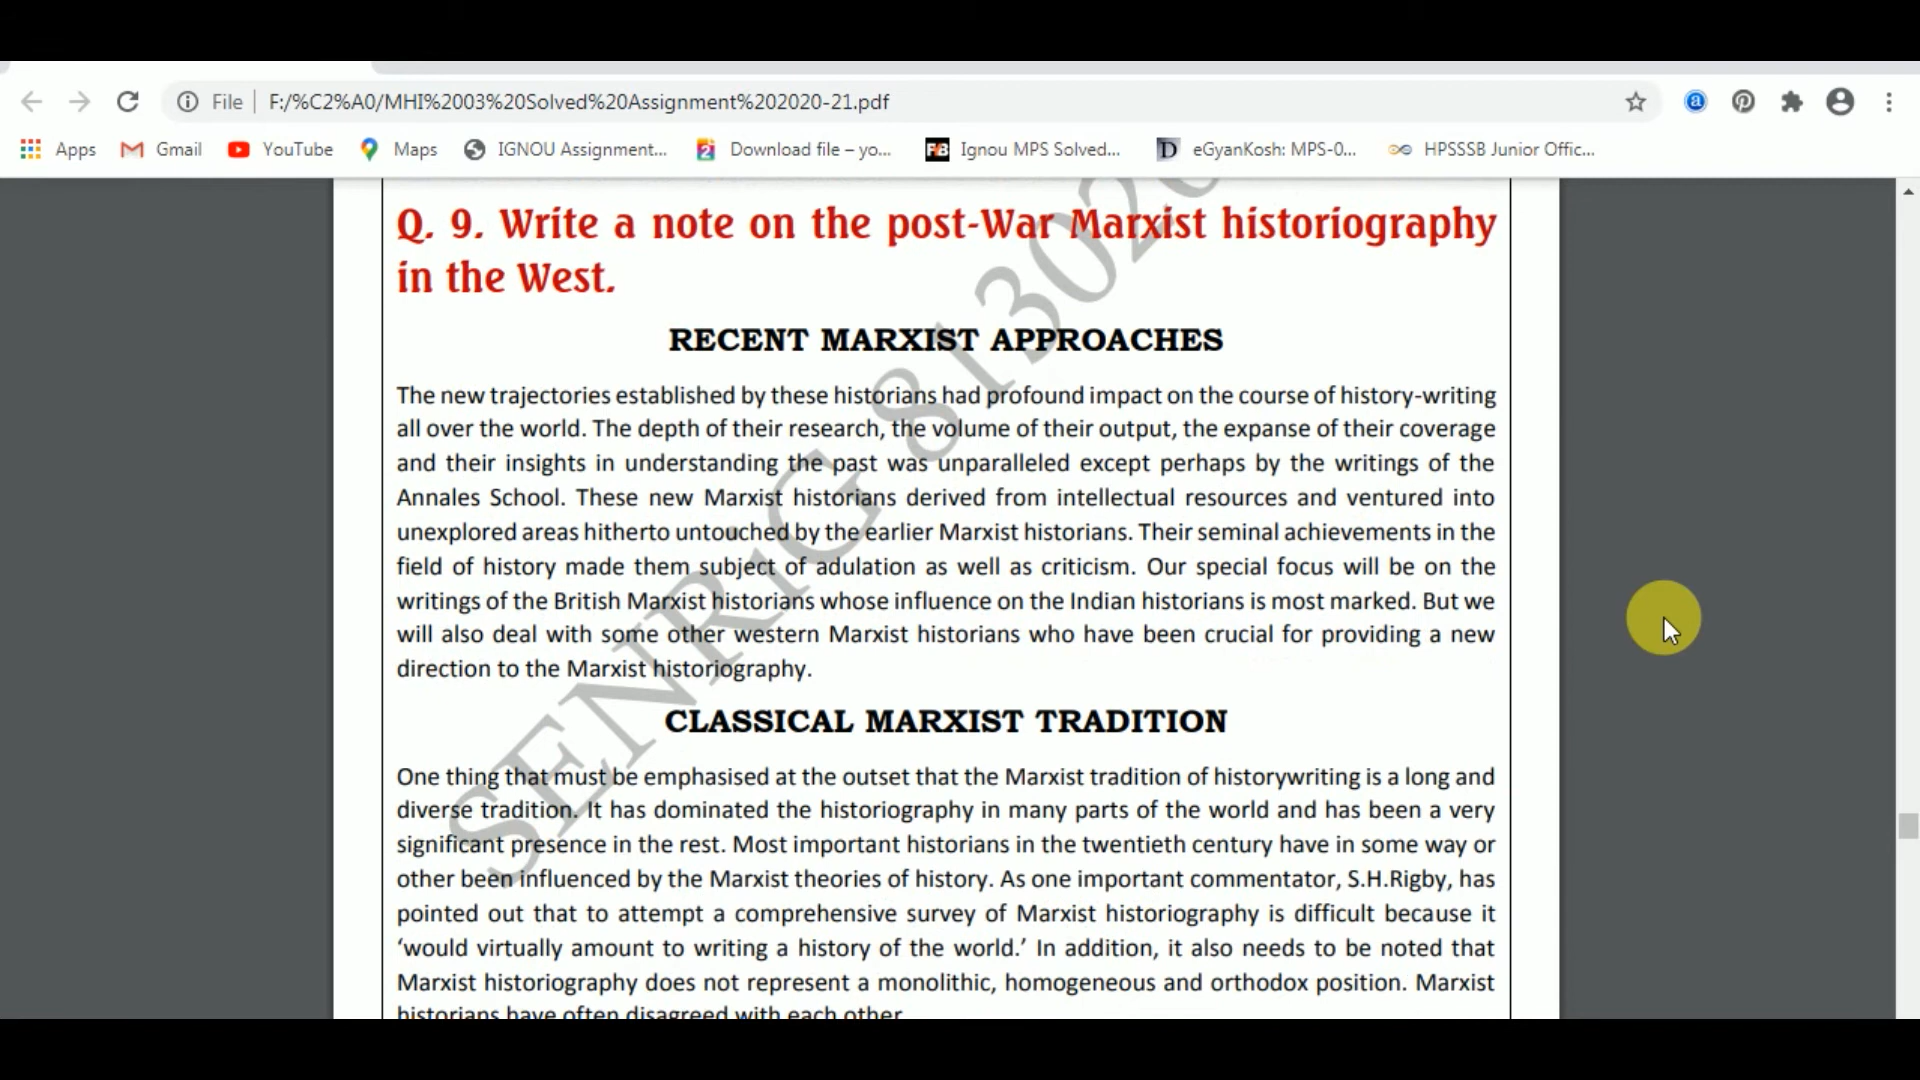 File F:/%C2%A0/MHI%2003%20Solved%20Assignment%202020-21.pdf
Apps Gmail YouTube Maps IGNOU Assignment... Download file – yo... Ignou MPS Solved... eGyanKosh: MPS-0... HPSSSB Junior Offic...
Q. 9. Write a note on the post-War Marxist historiography
in the West.
RECENT MARXIST APPROACHES
The new trajectories established by these historians had profound impact on the course of history-writing
all over the world. The depth of their research, the volume of their output, the expanse of their coverage
and their insights in understanding the past was unparalleled except perhaps by the writings of the
Annales School. These new Marxist historians derived from intellectual resources and ventured into
unexplored areas hitherto untouched by the earlier Marxist historians. Their seminal achievements in the
field of history made them subject of adulation as well as criticism. Our special focus will be on the
writings of the British Marxist historians whose influence on the Indian historians is most marked. But we
will also deal with some other western Marxist historians who have been crucial for providing a new
direction to the Marxist historiography.
CLASSICAL MARXIST TRADITION
One thing that must be emphasised at the outset that the Marxist tradition of historywriting is a long and
diverse tradition. It has dominated the historiography in many parts of the world and has been a very
significant presence in the rest. Most important historians in the twentieth century have in some way or
other been influenced by the Marxist theories of history. As one important commentator, S.H.Rigby, has
pointed out that to attempt a comprehensive survey of Marxist historiography is difficult because it
‘would virtually amount to writing a history of the world.’ In addition, it also needs to be noted that
Marxist historiography does not represent a monolithic, homogeneous and orthodox position. Marxist
historians have often disagreed with each other.
SENRiG 81302